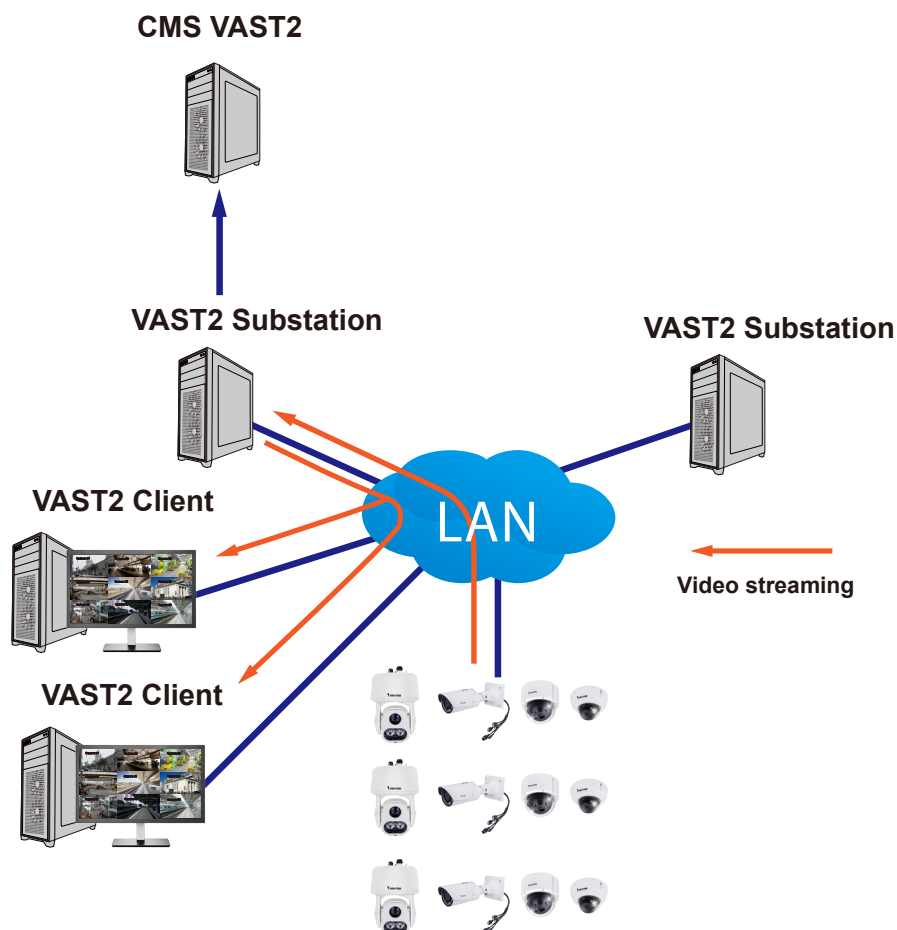 CMS VAST2
VAST2 Substation
VAST2 Substation
VAST2 Client
LAN
Video streaming
VAST2 Client